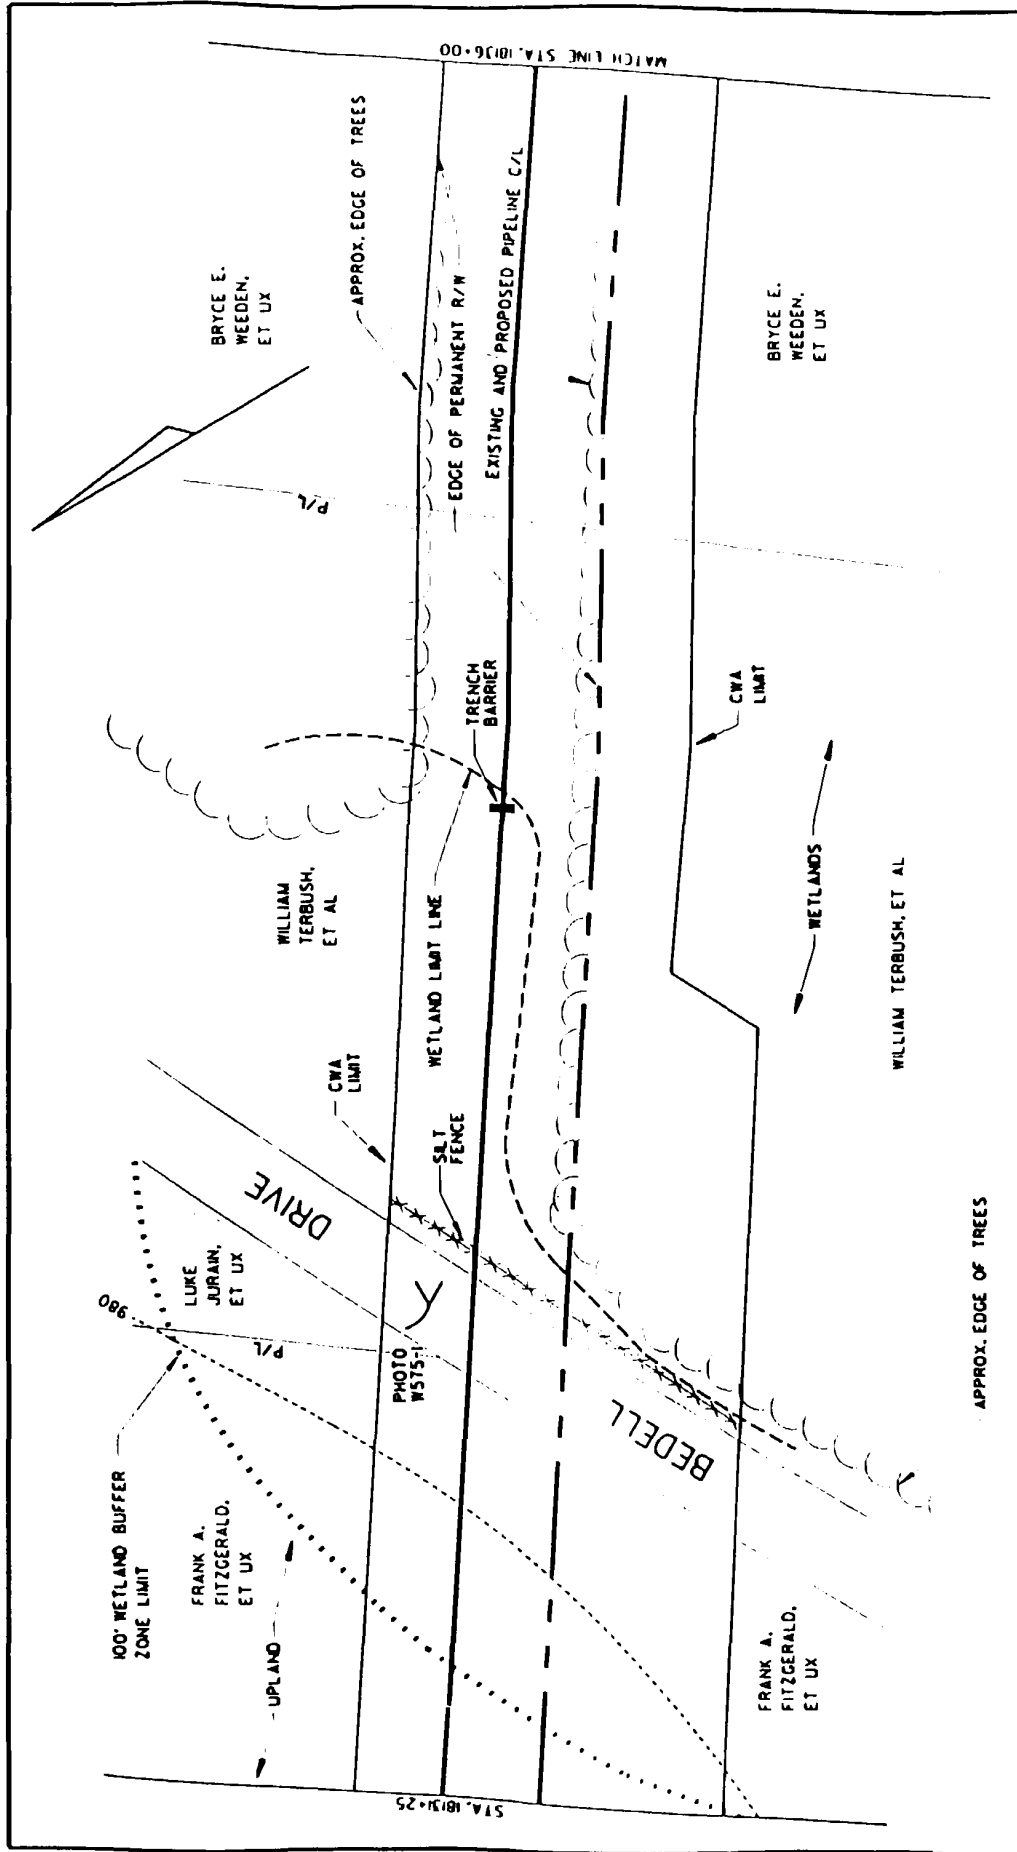 MATCH LINE STA. 18136+00
APPROX. EDGE OF TREES
BRYCE E.
WEEDEN,
ET UX
EDGE OF PERMANENT R/W
EXISTING AND PROPOSED PIPELINE C/L
BRYCE E.
WEEDEN,
ET UX
P/L
TRENCH
BARRIER
CWA
LIMIT
WILLIAM
TERBUSH,
ET AL
WETLAND LIMIT LINE
WETLANDS
WILLIAM TERBUSH, ET AL
CWA
LIMIT
SILT
FENCE
DRIVE
LUKE
JURAIN,
ET UX
980
P/L
PHOTO
W575-1
BEDELL
APPROX. EDGE OF TREES
100' WETLAND BUFFER
ZONE LIMIT
FRANK A.
FITZGERALD,
ET UX
UPLAND
FRANK A.
FITZGERALD,
ET UX
STA. 18131+25